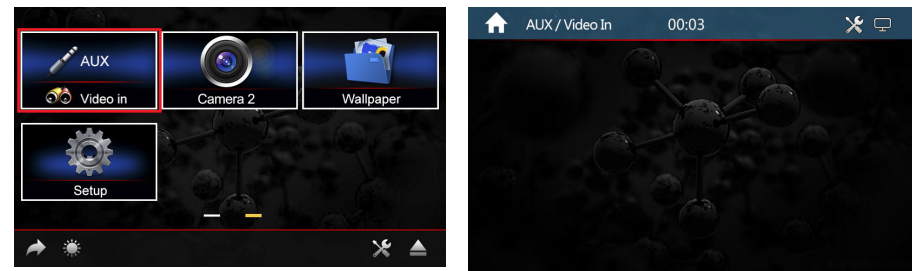 AUX
Video in
Camera 2
Wallpaper
Setup
AUX / Video In
00:03